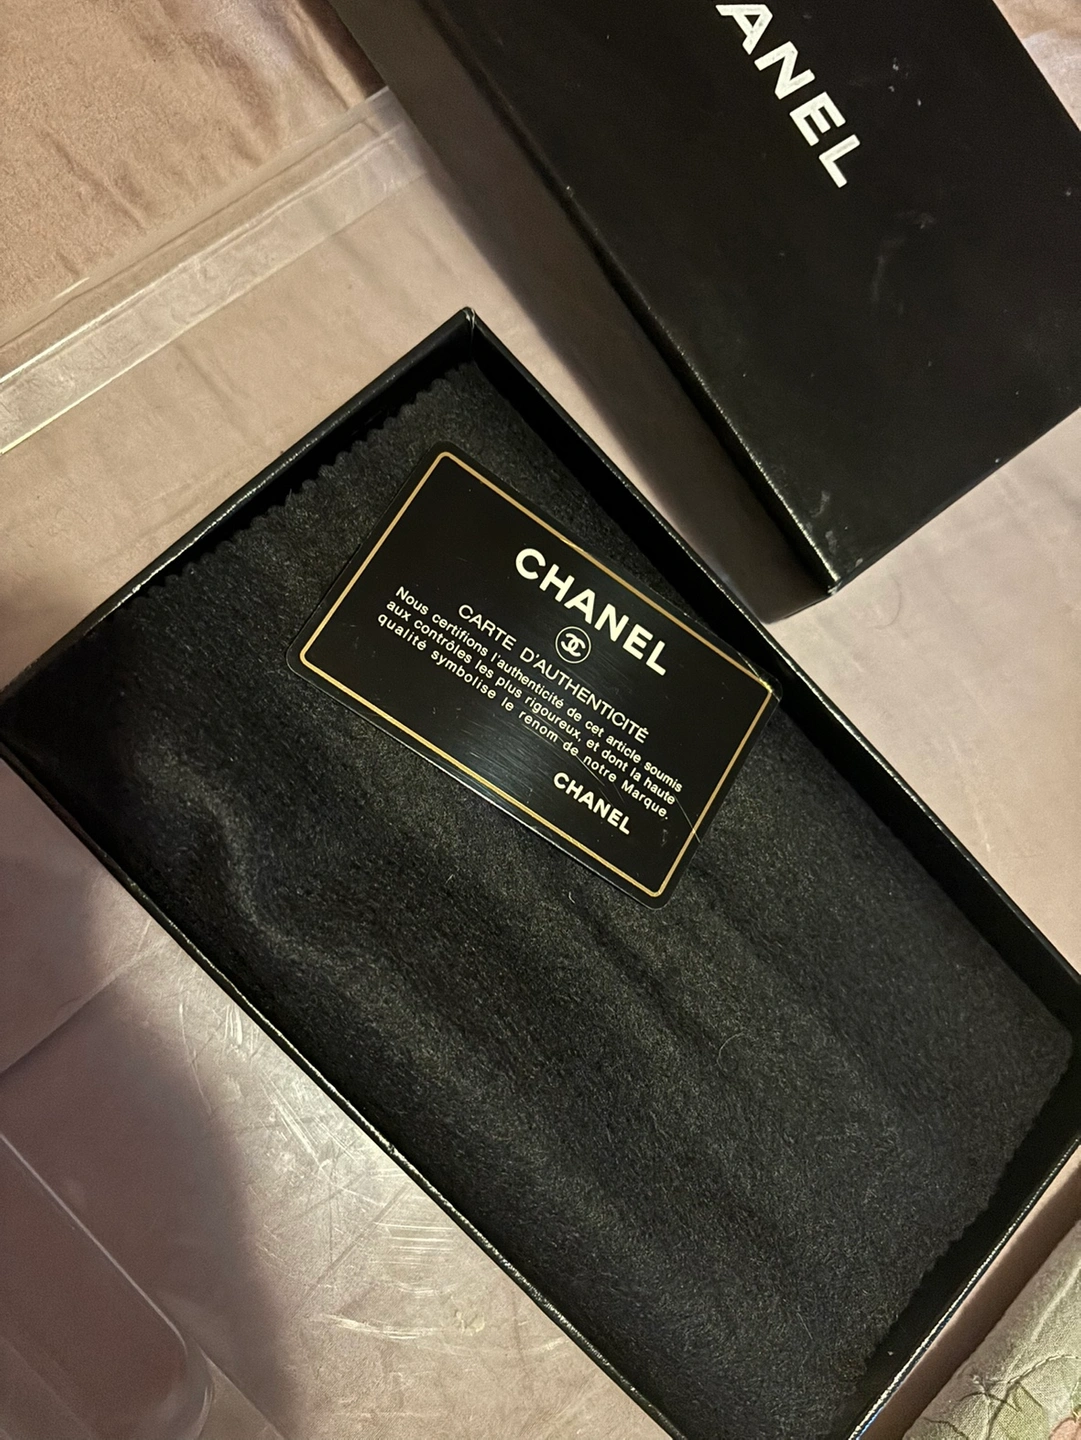 ANEL
CHANEL
CARTE D'AUTHENTICITÉ
Nous certifions l'authenticité de cet article soumis
aux contrôles les plus rigoureux, et dont la haute
qualité symbolise le renom de notre Marque.
CHANEL